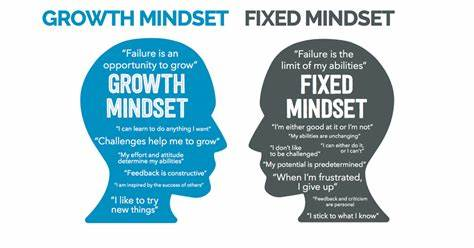 GROWTH MINDSET
"Failure is an
opportunity to grow"
GROWTH
MINDSET
"I can learn to do anything I want"
"Challenges help me to grow"
"My effort and attitude
determine my abilities"
"Feedback is constructive"
"I am inspired by the success of others"
"I like to try
new things"
FIXED MINDSET
"Failure is the
limit of my abilities"
FIXED
MINDSET
"I'm either good at it or I'm not"
"My abilities are unchanging"
"I don't like
to be challenged"
"I can either do it,
or I can't"
"My potential is predetermined"
"When I'm frustrated,
I give up"
"Feedback and criticism
are personal"
"I stick to what I know"